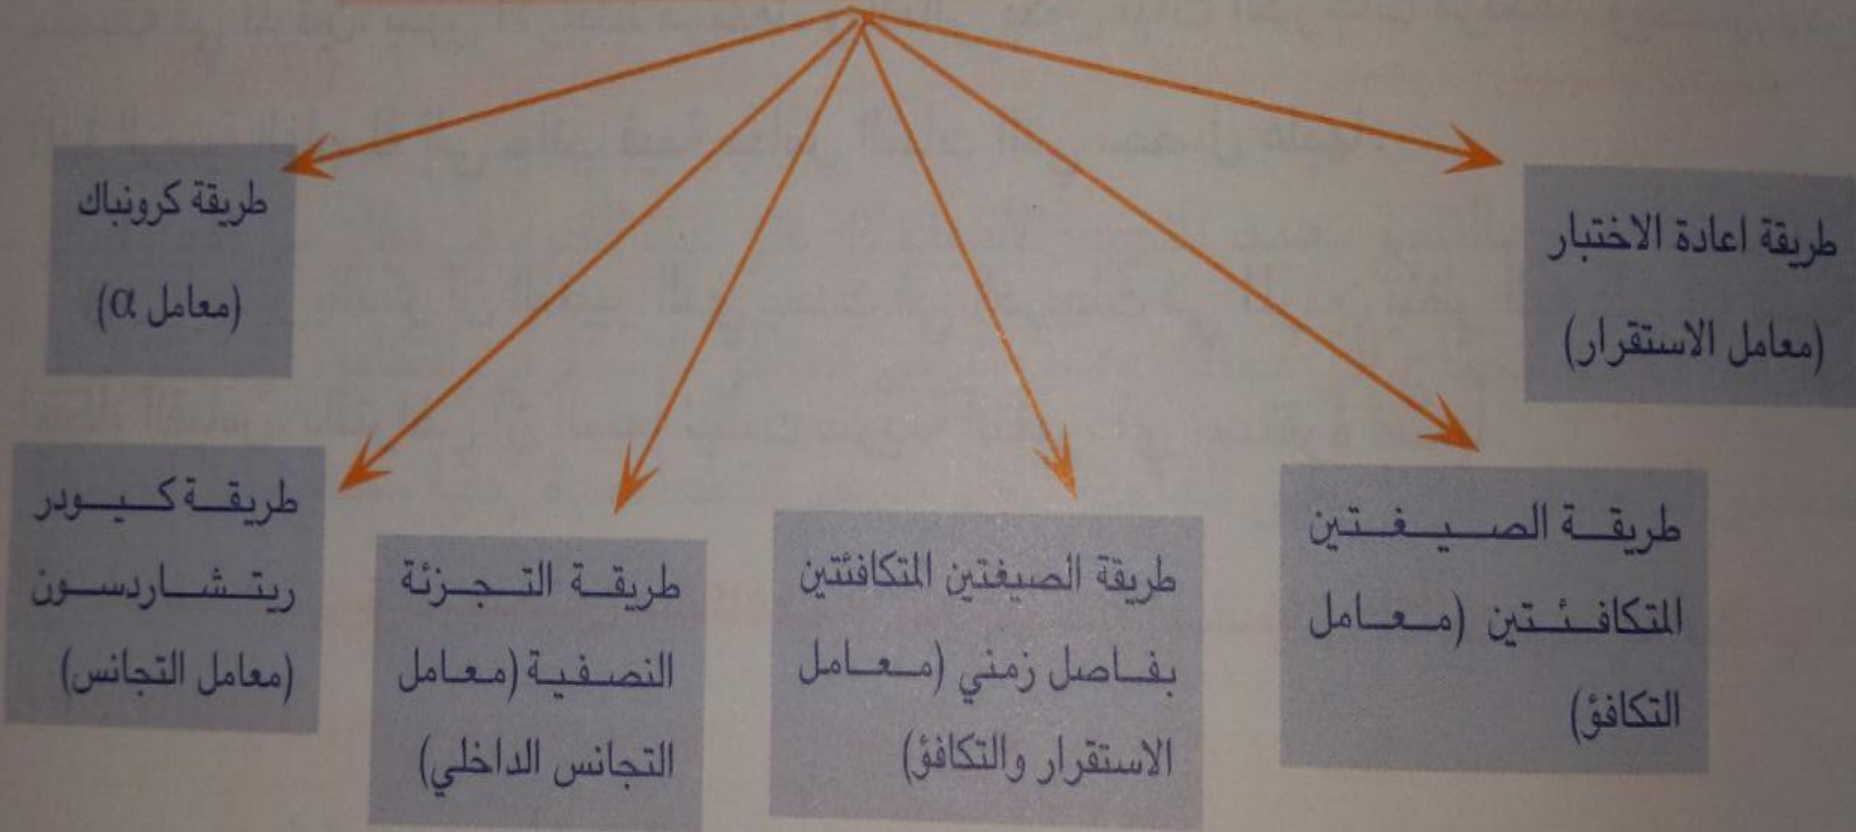 طريقة اعادة الاختبار
(معامل الاستقرار)
طريقة الصيغتين
المتكافئتين (معامل
التكافؤ)
طريقة الصيغتين المتكافئتين
بفاصل زمني (معامل
الاستقرار والتكافؤ)
طريقة التجزئة
النصفية (معامل
التجانس الداخلي)
طريقة كيودر
ريتشاردسون
(معامل التجانس)
طريقة كرونباك
(معامل α)